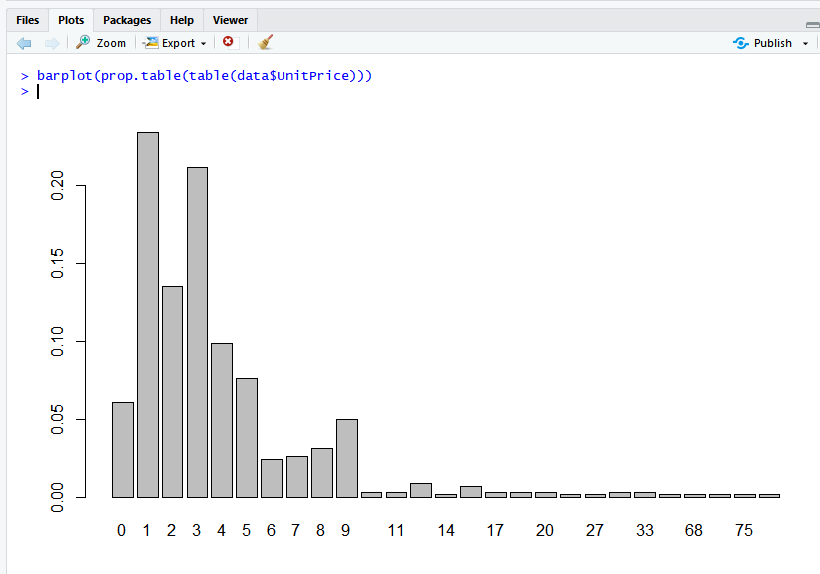 Files Plots Packages Help Viewer
Zoom Export Publish
> barplot(prop.table(table(data$UnitPrice)))
>
0.20
0.15
0.10
0.05
0.00
0 1 2 3 4 5 6 7 8 9 11 14 17 20 27 33 68 75